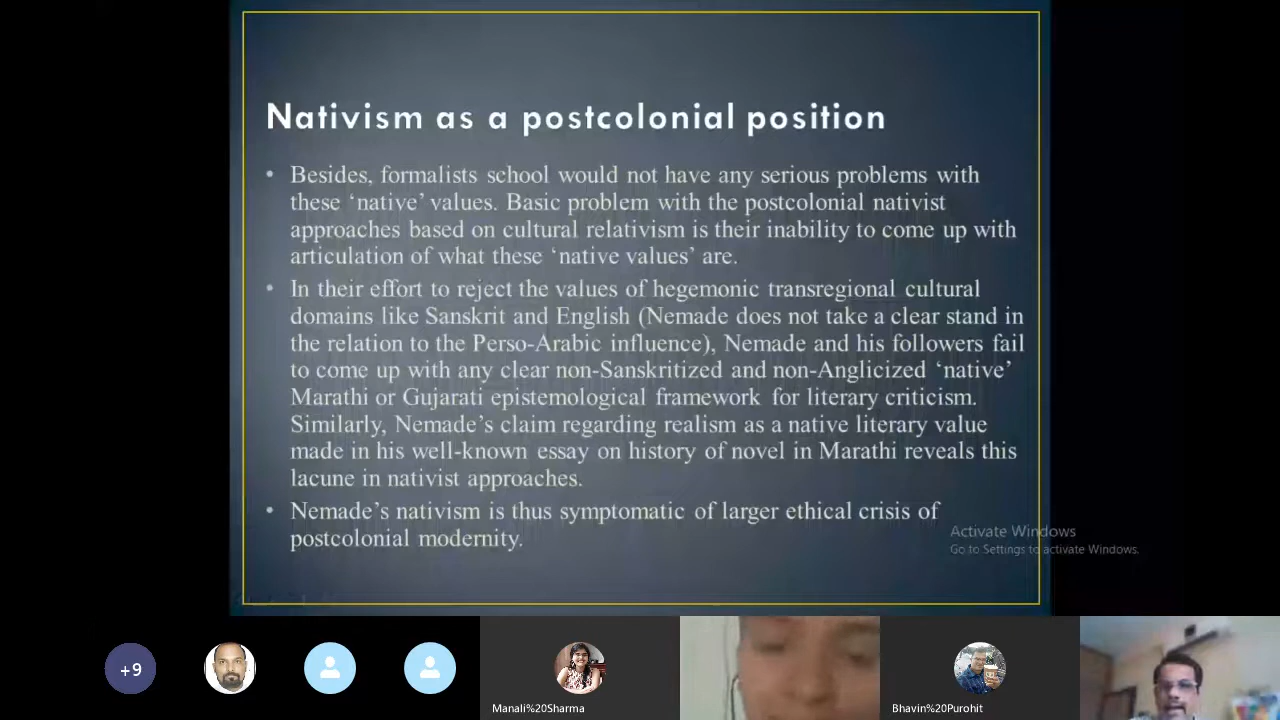 Nativism as a postcolonial position
• Besides, formalists school would not have any serious problems with
these ‘native’ values. Basic problem with the postcolonial nativist
approaches based on cultural relativism is their inability to come up with
articulation of what these ‘native values’ are.
• In their effort to reject the values of hegemonic transregional cultural
domains like Sanskrit and English (Nemade does not take a clear stand in
the relation to the Perso-Arabic influence), Nemade and his followers fail
to come up with any clear non-Sanskritized and non-Anglicized ‘native’
Marathi or Gujarati epistemological framework for literary criticism.
Similarly, Nemade’s claim regarding realism as a native literary value
made in his well-known essay on history of novel in Marathi reveals this
lacune in nativist approaches.
• Nemade’s nativism is thus symptomatic of larger ethical crisis of
postcolonial modernity.
Activate Windows
Go to Settings to activate Windows.
+9
Manali%20Sharma
Bhavin%20Purohit